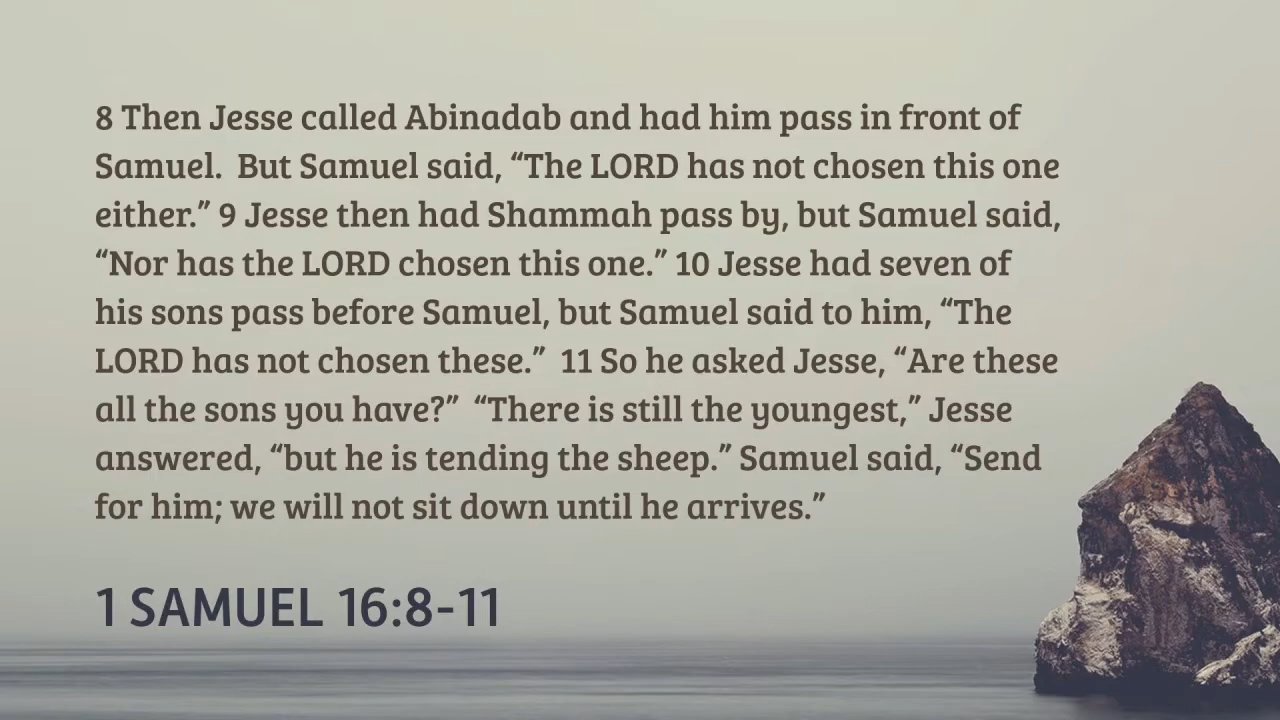 8 Then Jesse called Abinadab and had him pass in front of
Samuel.  But Samuel said, “The LORD has not chosen this one
either.” 9 Jesse then had Shammah pass by, but Samuel said,
“Nor has the LORD chosen this one.” 10 Jesse had seven of
his sons pass before Samuel, but Samuel said to him, “The
LORD has not chosen these.”  11 So he asked Jesse, “Are these
all the sons you have?”  “There is still the youngest,” Jesse
answered, “but he is tending the sheep.” Samuel said, “Send
for him; we will not sit down until he arrives.”
1 SAMUEL 16:8-11